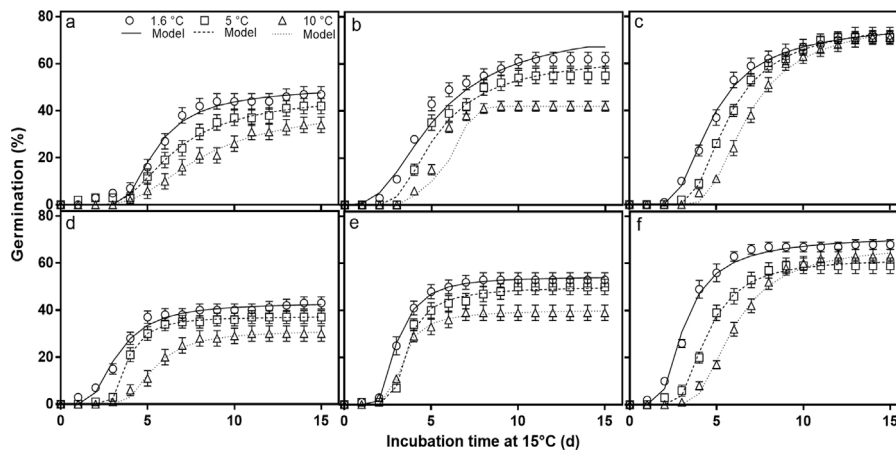 a
1.6 °C 5 °C 10 °C
Model Model Model
b
c
80
60
40
20
0
Germination (%)
d
e
f
80
60
40
20
0
0 5 10 15 0 5 10 15 0 5 10 15
Incubation time at 15°C (d)